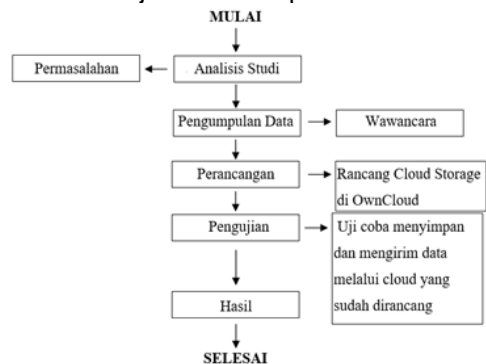 MULAI
Permasalahan
Analisis Studi
Pengumpulan Data
Wawancara
Perancangan
Rancang Cloud Storage
di OwnCloud
Pengujian
Uji coba menyimpan
dan mengirim data
melalui cloud yang
sudah dirancang
Hasil
SELESAI